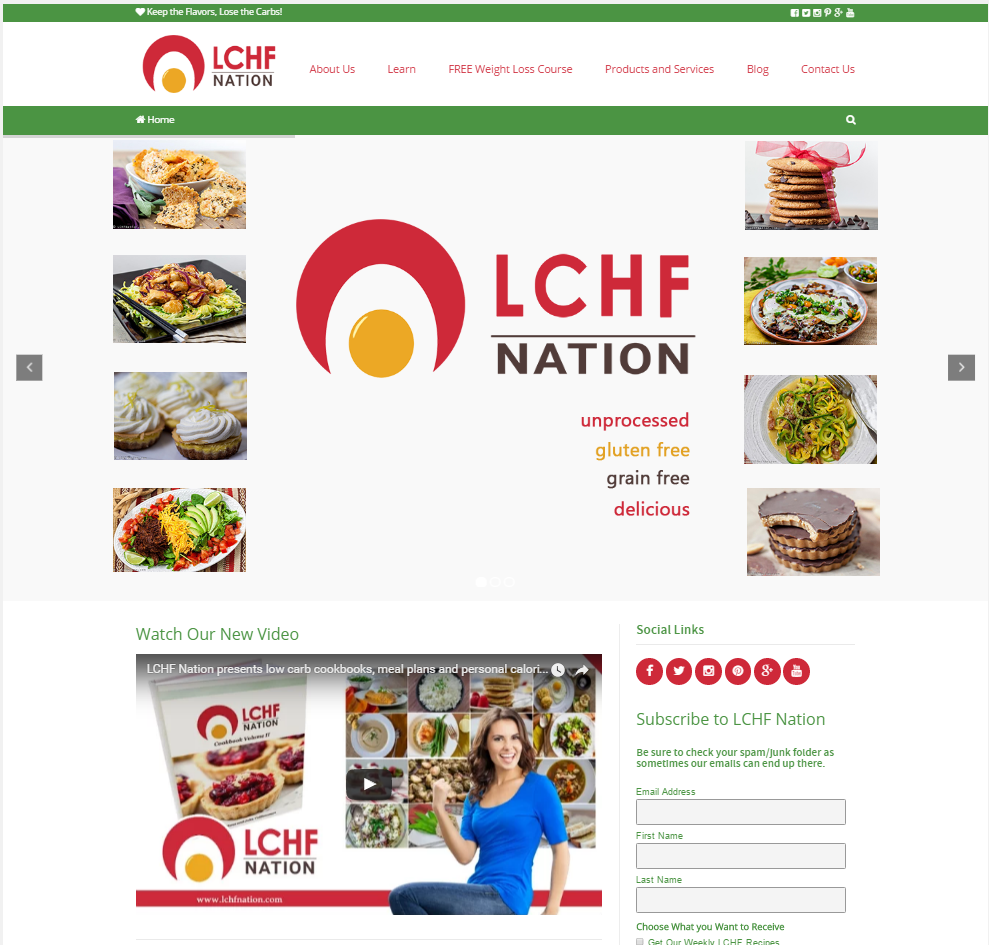 Keep the Flavors, Lose the Carbs!
LCHF
NATION
About Us
Learn
FREE Weight Loss Course
Products and Services
Blog
Contact Us
Home
LCHF
NATION
unprocessed
gluten free
grain free
delicious
Watch Our New Video
LCHF Nation presents low carb cookbooks, meal plans and personal calori...
LCHF
NATION
Cookbook Volume II
LCHF
NATION
www.lchfnation.com
Social Links
Subscribe to LCHF Nation
Be sure to check your spam/junk folder as
sometimes our emails can end up there.
Email Address
First Name
Last Name
Choose What you Want to Receive
Get Our Weekly LCHF Recipes